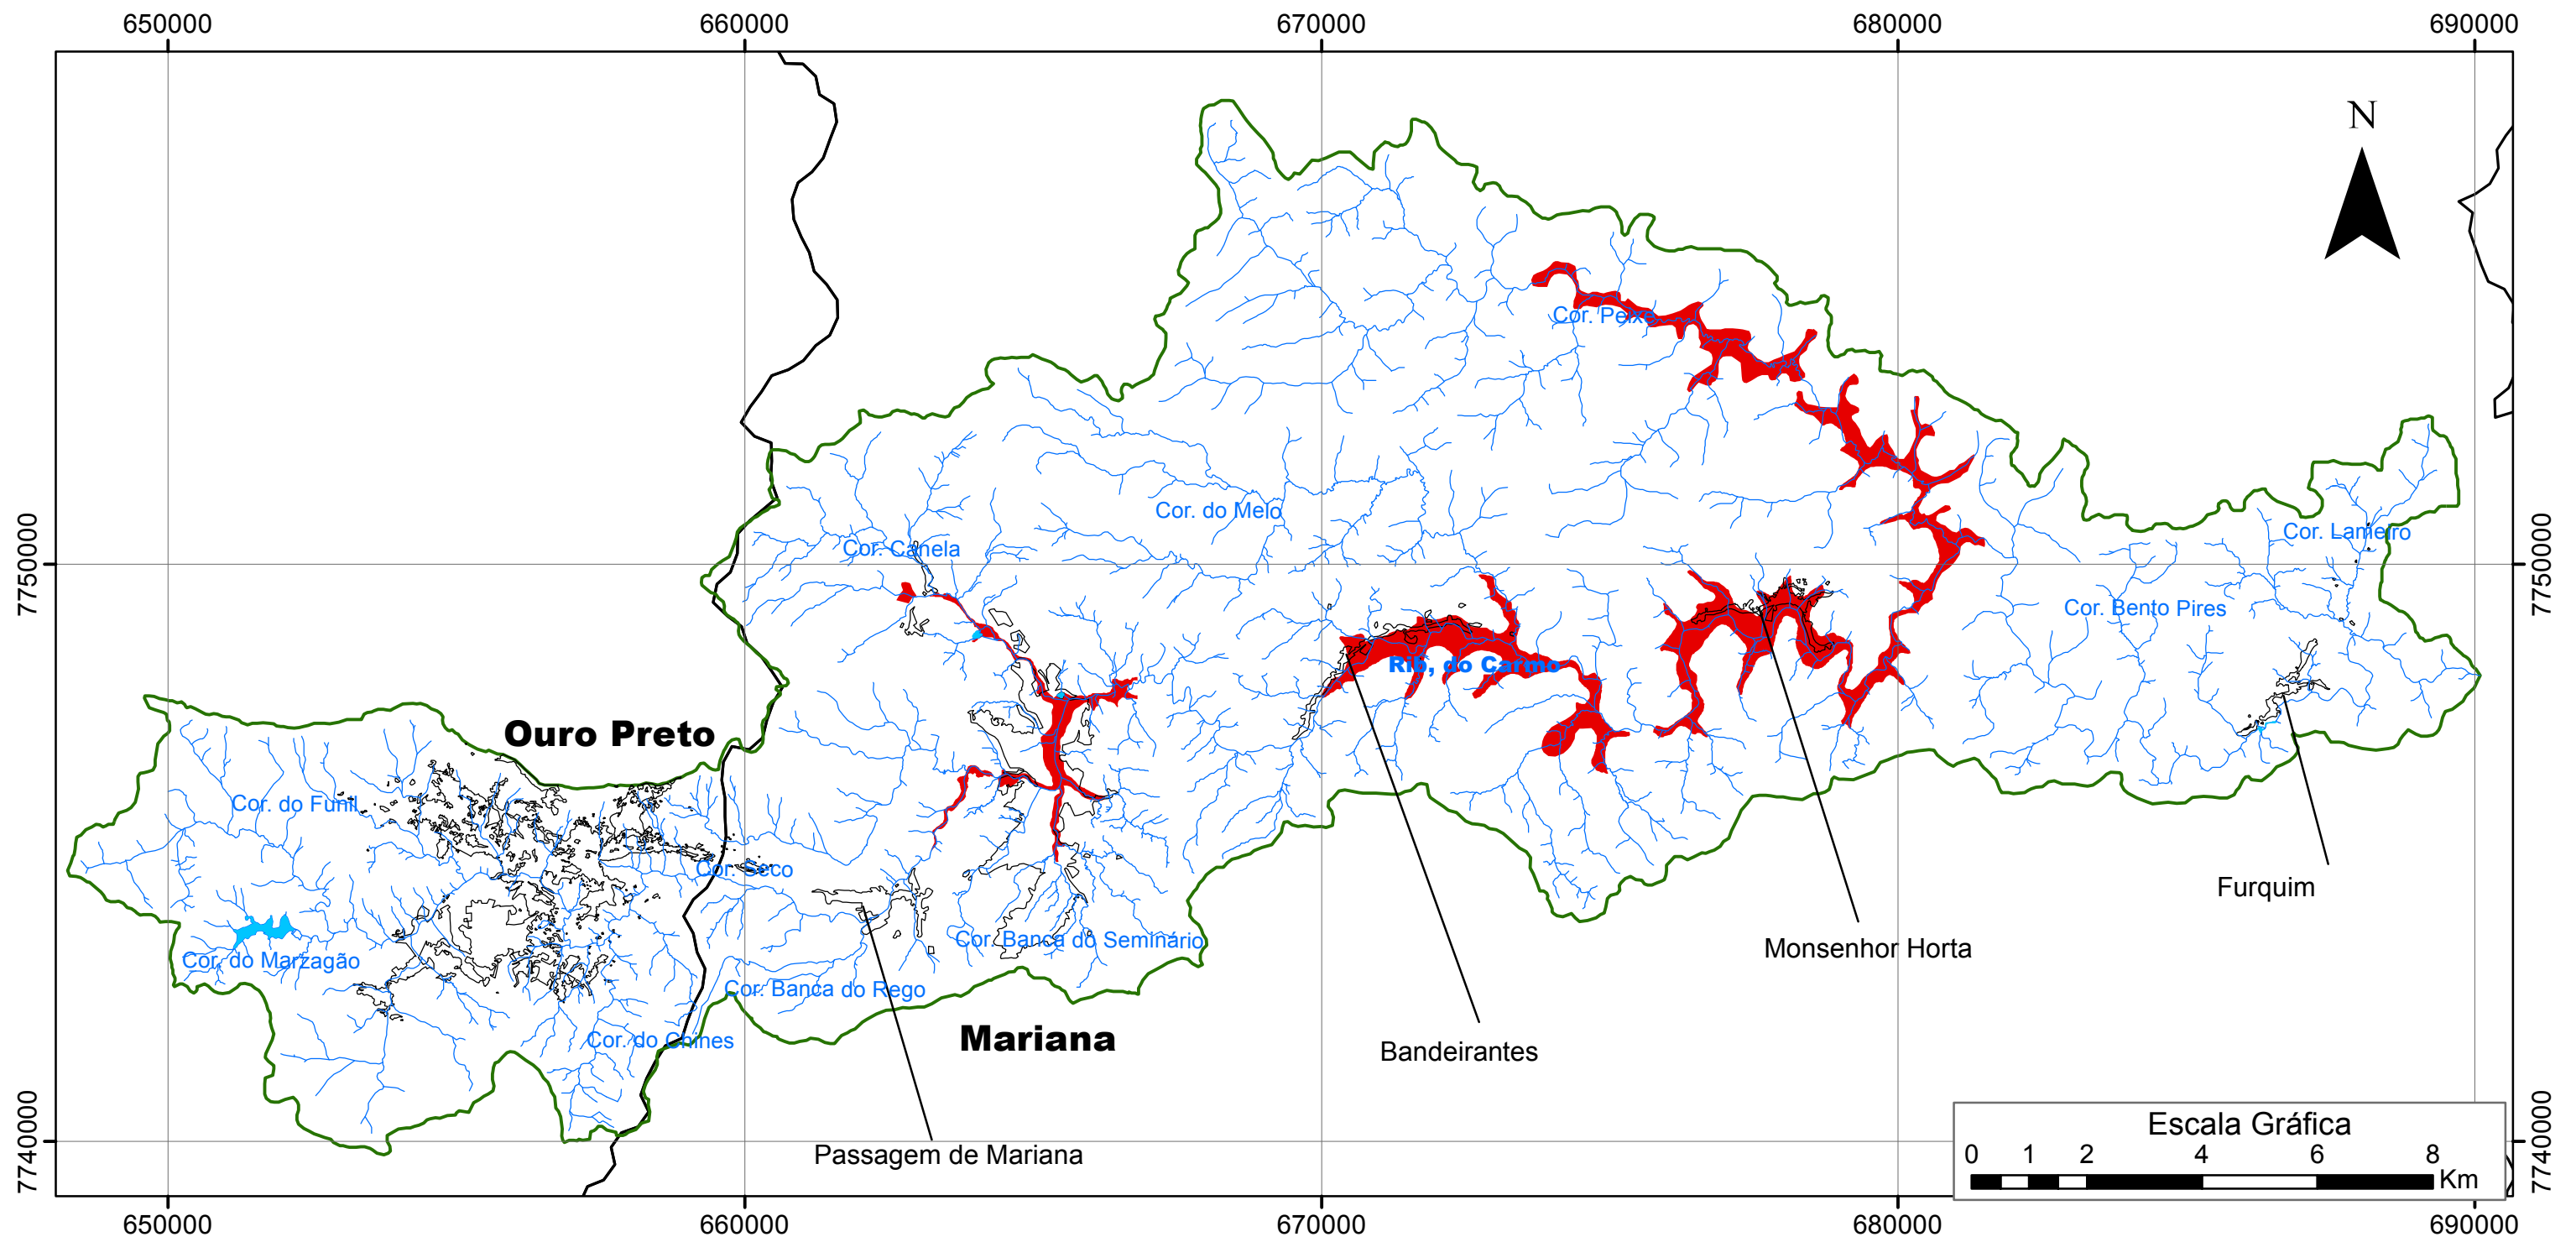 650000
660000
670000
680000
690000
N
Cor. Peixe
Cor. do Melo
Cor. Lameiro
Cor. Canela
7750000
7750000
Cor. Bento Pires
Rib, do Carmo
Ouro Preto
Cor. do Funil
Cor. Seco
Furquim
Cor. Banca do Seminário
Monsenhor Horta
Cor. do Marzagão
Cor. Banca do Rego
Cor. do Chines
Mariana
Bandeirantes
7740000
7740000
Passagem de Mariana
Escala Gráfica
0 1 2 4 6 8
Km
650000
660000
670000
680000
690000